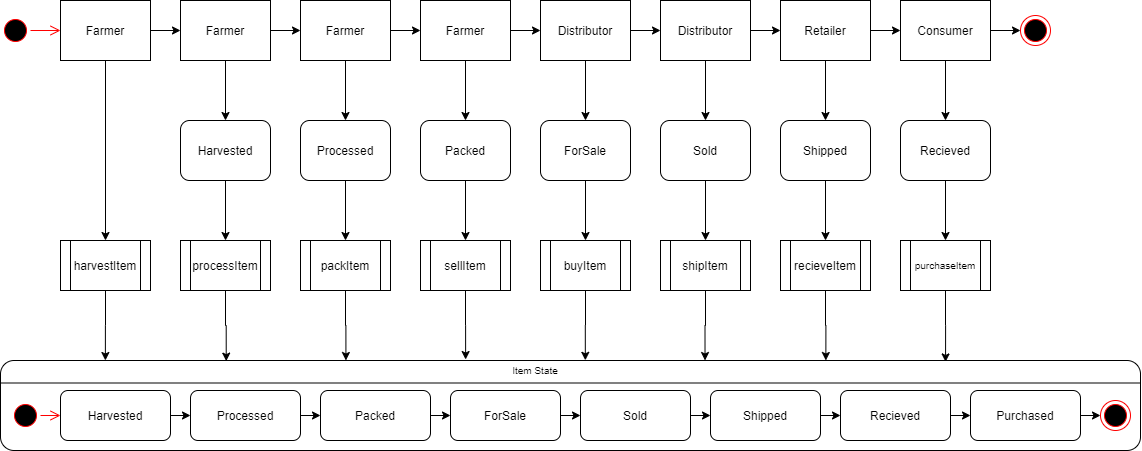 Farmer
Farmer
Farmer
Farmer
Distributor
Distributor
Retailer
Consumer
Harvested
Processed
Packed
ForSale
Sold
Shipped
Recieved
harvestItem
processItem
packItem
sellItem
buyItem
shipItem
recieveItem
purchaseItem
Item State
Harvested
Processed
Packed
ForSale
Sold
Shipped
Recieved
Purchased